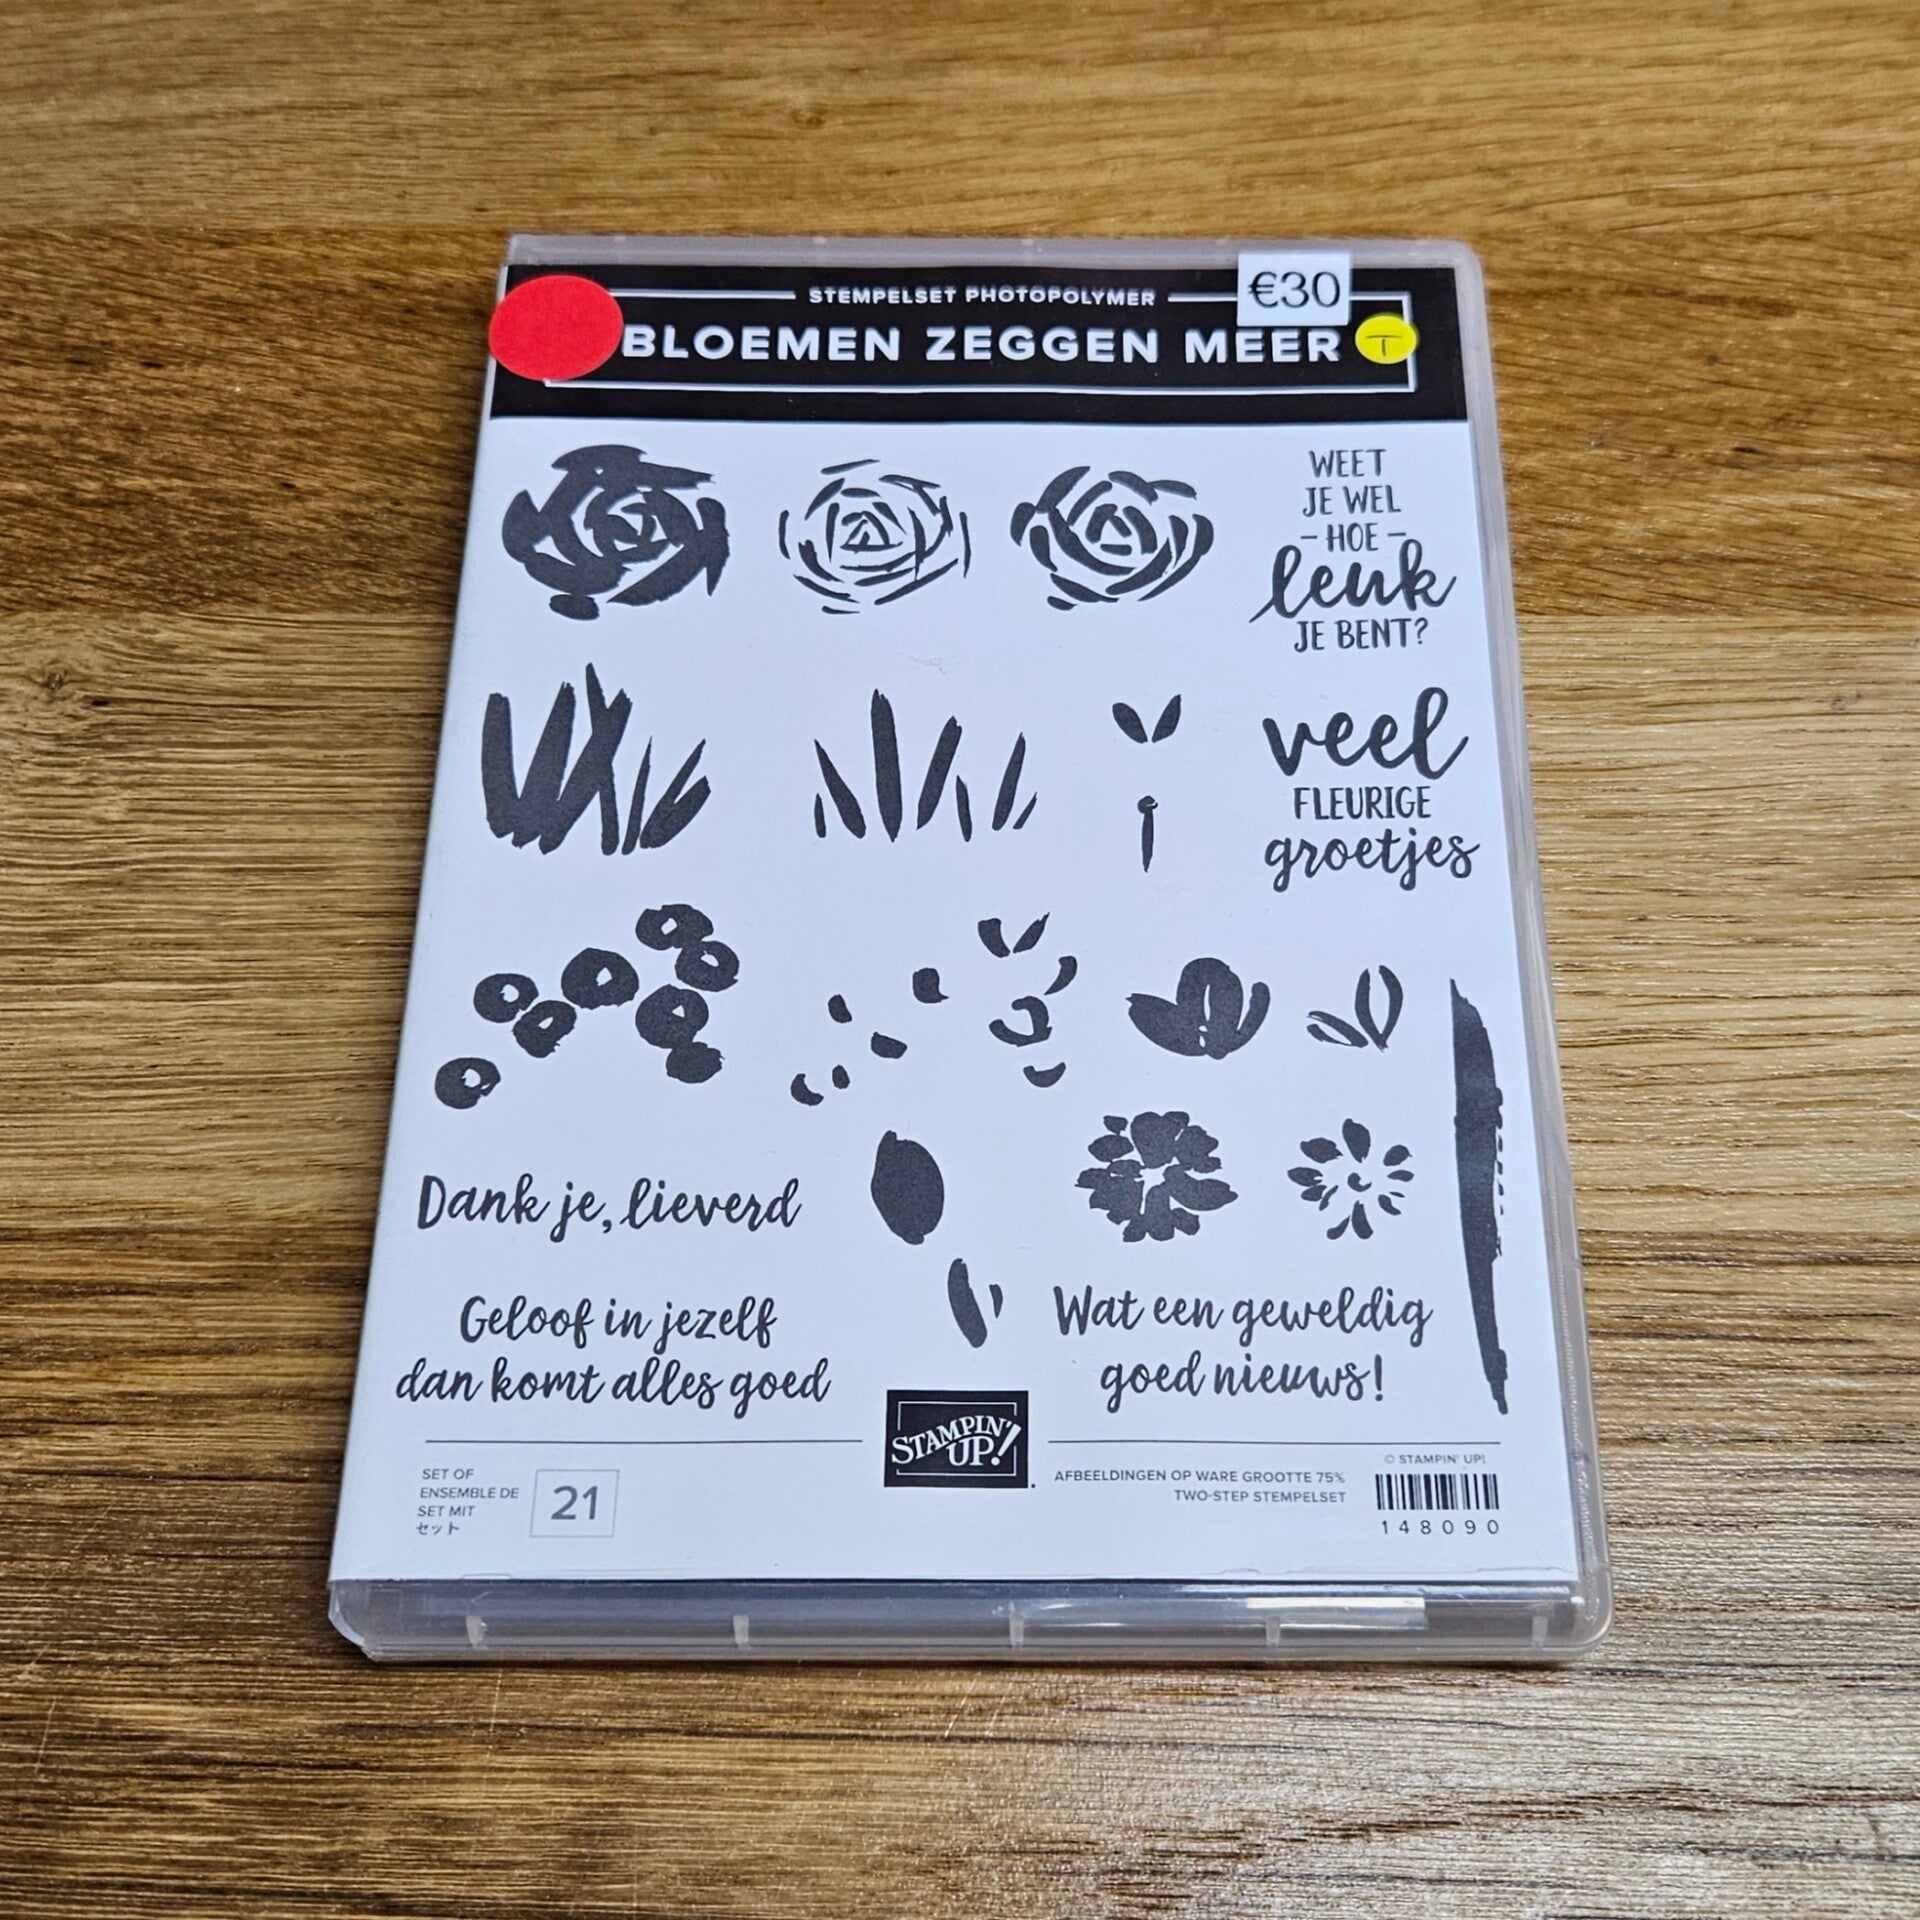 STEMPELSET PHOTOPOLYMER
€30
BLOEMEN ZEGGEN MEER
T
WEET
JE WEL
- HOE -
leuk
JE BENT?
veel
FLEURIGE
groetjes
Dank je, lieverd
Geloof in jezelf
dan komt alles goed
Wat een geweldig
goed nieuws!
STAMPIN'
UP!
SET OF
ENSEMBLE DE
SET MIT
セット
21
AFBEELDINGEN OP WARE GROOTTE 75%
TWO-STEP STEMPELSET
© STAMPIN' UP!
148090